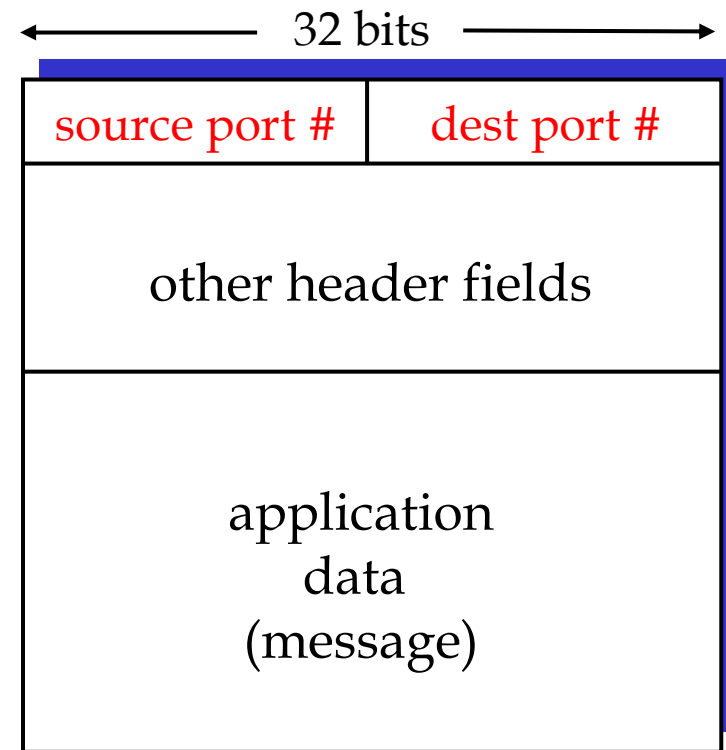 32 bits
source port # dest port #
other header fields
application
data
(message)